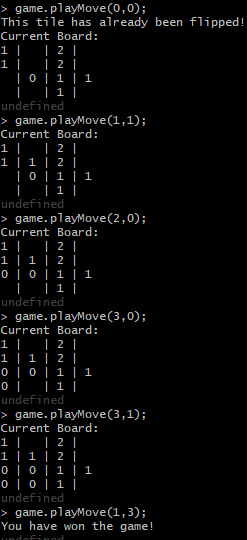 > game.playMove(0,0);
This tile has already been flipped!
Current Board:
1 |   | 2 |
1 |   | 2 |
  | 0 | 1 | 1
  |   | 1 |
undefined
> game.playMove(1,1);
Current Board:
1 |   | 2 |
1 | 1 | 2 |
  | 0 | 1 | 1
  |   | 1 |
undefined
> game.playMove(2,0);
Current Board:
1 |   | 2 |
1 | 1 | 2 |
0 | 0 | 1 | 1
  |   | 1 |
undefined
> game.playMove(3,0);
Current Board:
1 |   | 2 |
1 | 1 | 2 |
0 | 0 | 1 | 1
0 |   | 1 |
undefined
> game.playMove(3,1);
Current Board:
1 |   | 2 |
1 | 1 | 2 |
0 | 0 | 1 | 1
0 | 0 | 1 |
undefined
> game.playMove(1,3);
You have won the game!
undefined